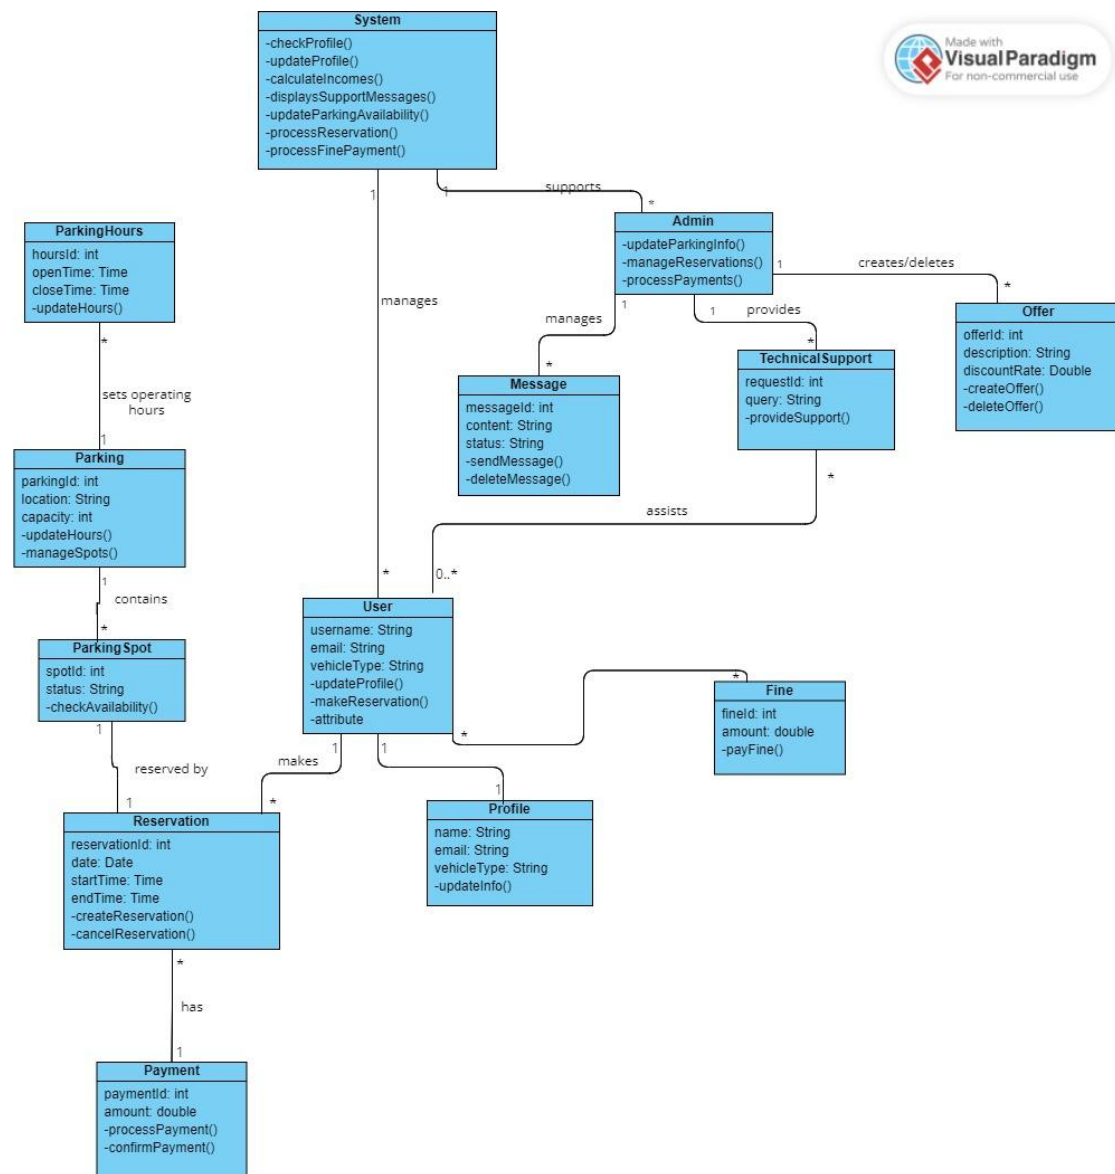 System
-checkProfile()
-updateProfile()
-calculateIncomes()
-displaysSupportMessages()
-updateParkingAvailability()
-processReservation()
-processFinePayment()
Made with
VisualParadigm
For non-commercial use
1
1
supports
*
Admin
-updateParkingInfo()
-manageReservations()
-processPayments()
ParkingHours
hoursId: int
openTime: Time
closeTime: Time
-updateHours()
1
creates/deletes
*
manages
1
manages
*
1
provides
*
Offer
offerId: int
description: String
discountRate: Double
-createOffer()
-deleteOffer()
*
sets operating
hours
1
Message
messageId: int
content: String
status: String
-sendMessage()
-deleteMessage()
TechnicalSupport
requestId: int
query: String
-provideSupport()
Parking
parkingId: int
location: String
capacity: int
-updateHours()
-manageSpots()
*
assists
0..*
*
1
contains
*
User
username: String
email: String
vehicleType: String
-updateProfile()
-makeReservation()
-attribute
ParkingSpot
spotId: int
status: String
-checkAvailability()
*
*
Fine
fineId: int
amount: double
-payFine()
1
reserved by
1
1
makes
*
1
1
Profile
name: String
email: String
vehicleType: String
-updateInfo()
Reservation
reservationId: int
date: Date
startTime: Time
endTime: Time
-createReservation()
-cancelReservation()
*
has
1
Payment
paymentId: int
amount: double
-processPayment()
-confirmPayment()